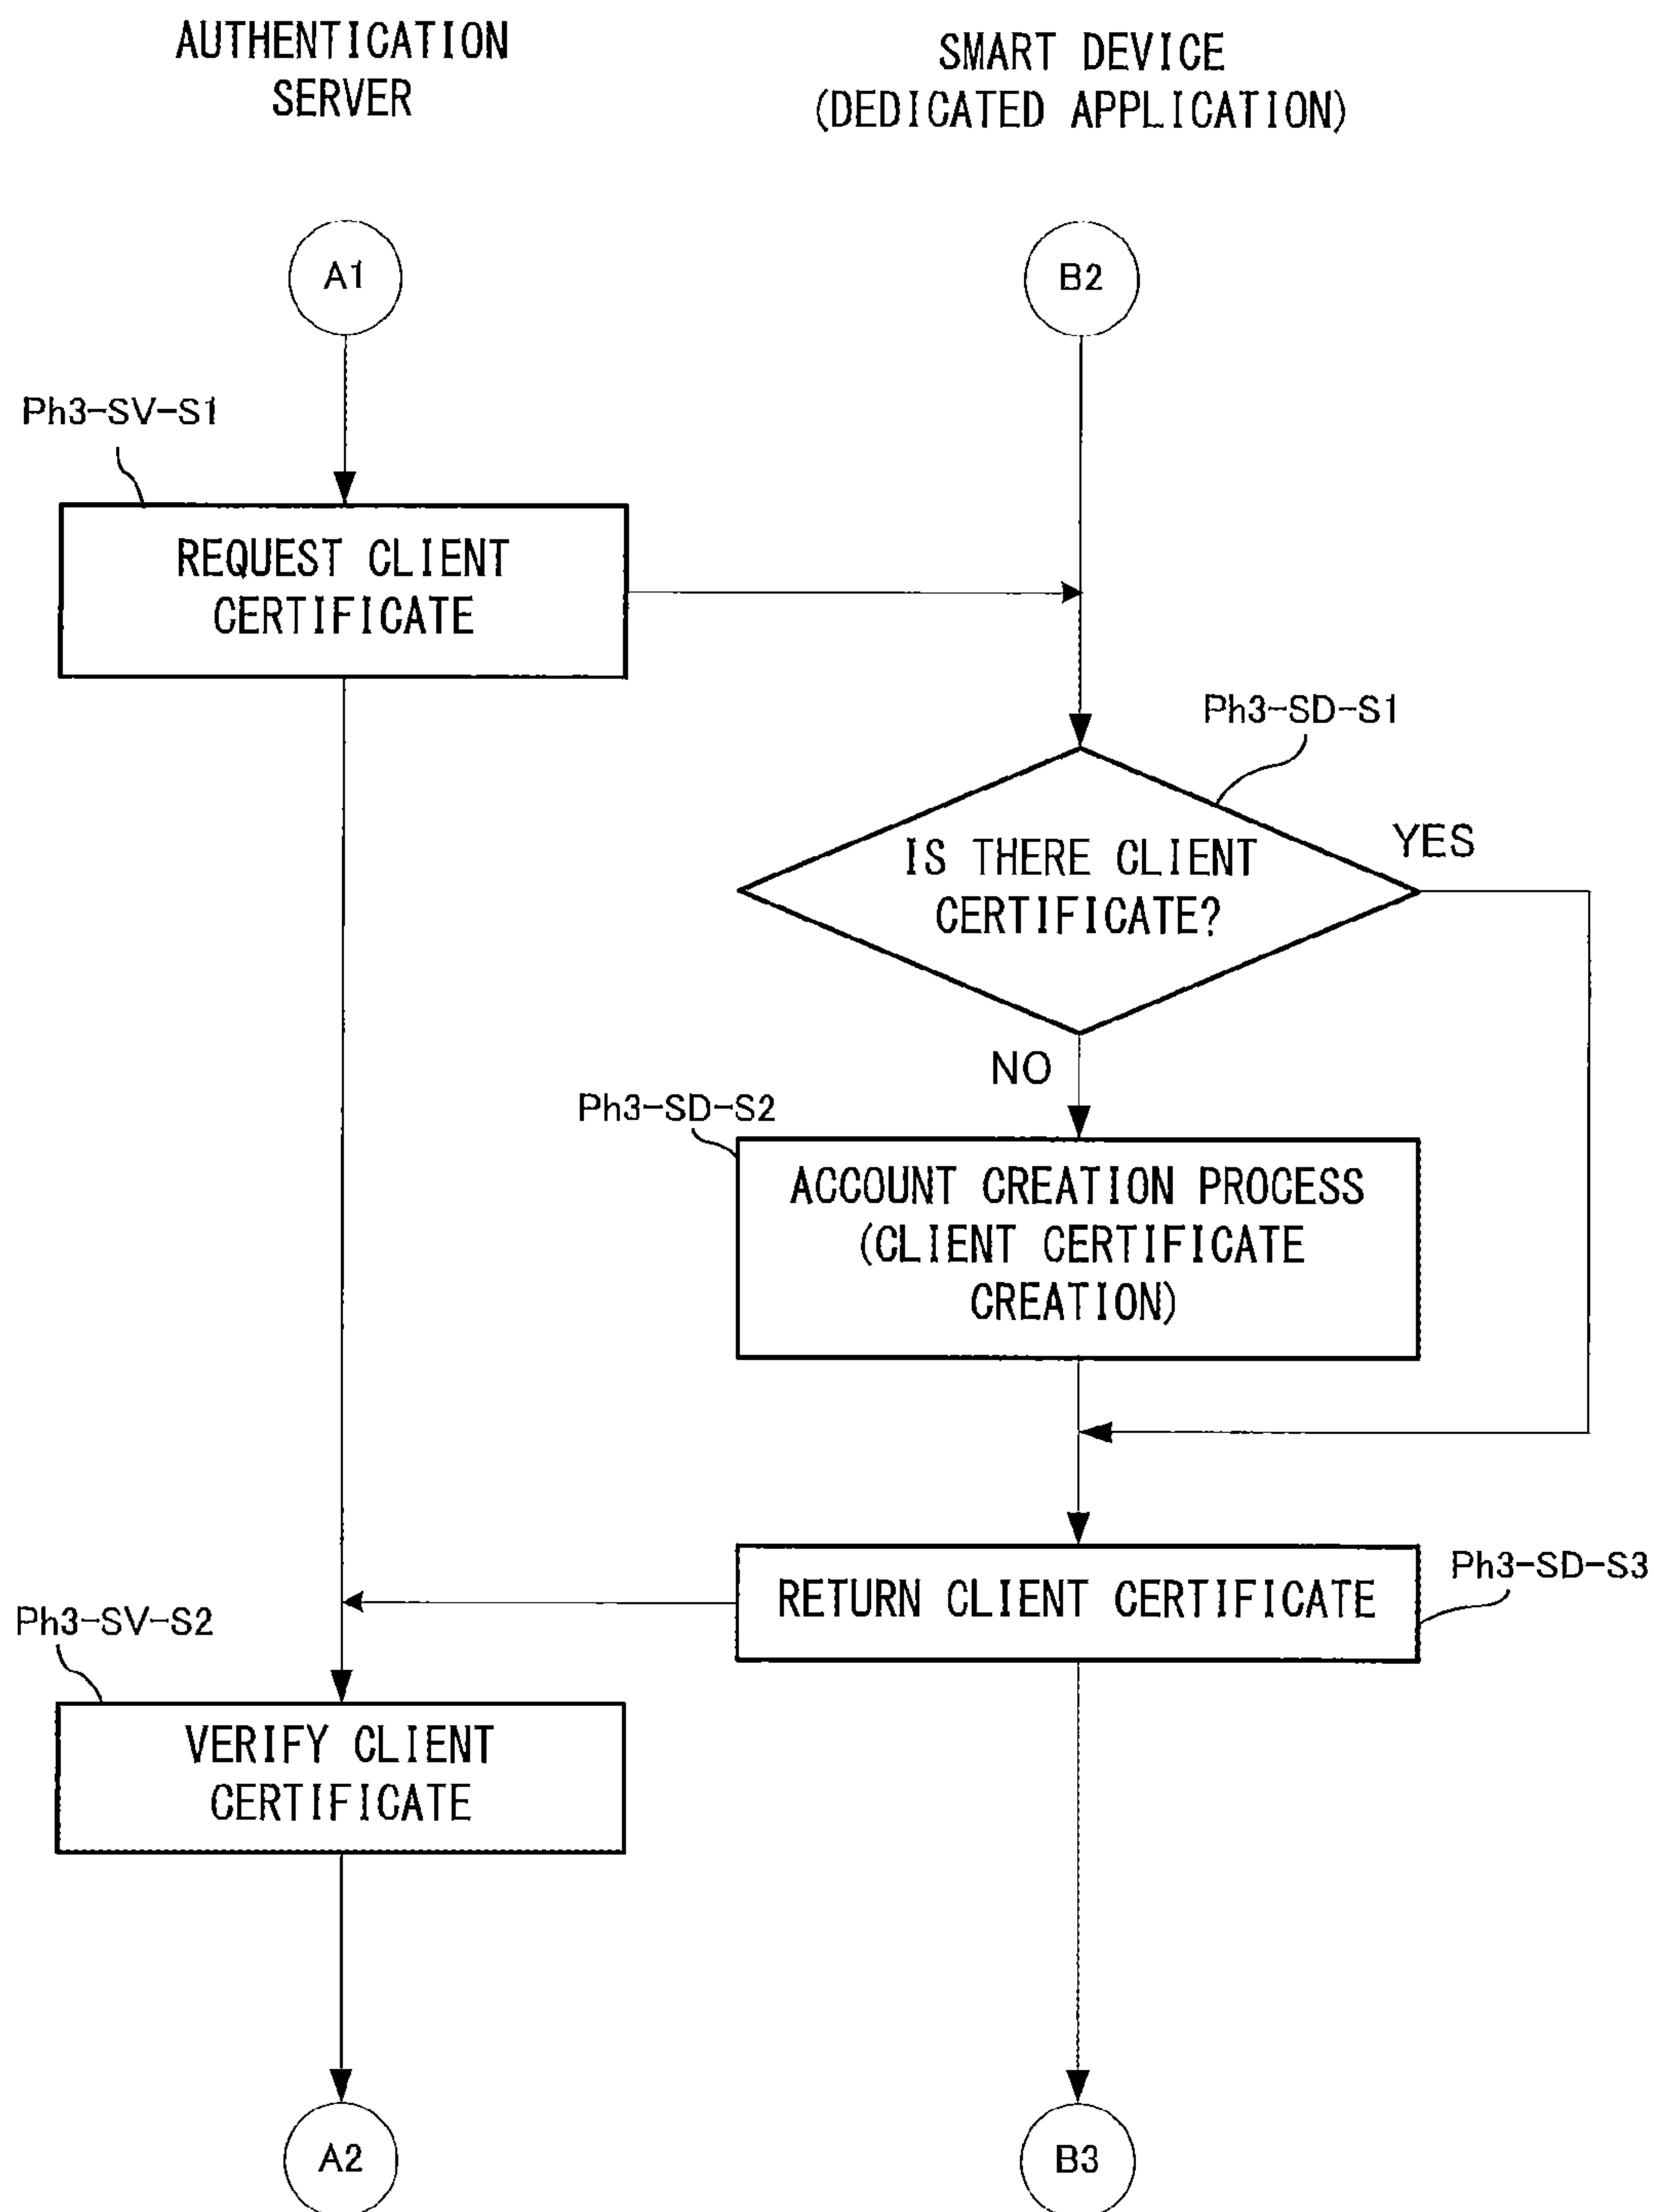 AUTHENTICATION
SERVER
SMART DEVICE
(DEDICATED APPLICATION)
A1
B2
Ph3-SV-S1
REQUEST CLIENT
CERTIFICATE
Ph3-SD-S1
IS THERE CLIENT
CERTIFICATE?
YES
NO
Ph3-SD-S2
ACCOUNT CREATION PROCESS
(CLIENT CERTIFICATE
CREATION)
Ph3-SD-S3
RETURN CLIENT CERTIFICATE
Ph3-SV-S2
VERIFY CLIENT
CERTIFICATE
A2
B3